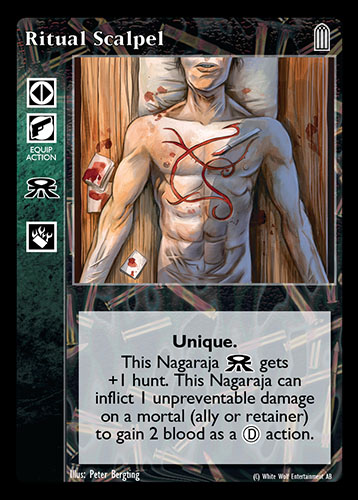 Ritual Scalpel
EQUIP
ACTION
Unique.
This Nagaraja gets
+1 hunt. This Nagaraja can
inflict 1 unpreventable damage
on a mortal (ally or retainer)
to gain 2 blood as a Ⓓ action.
Illus: Peter Bergting
(C) White Wolf Entertainment AB